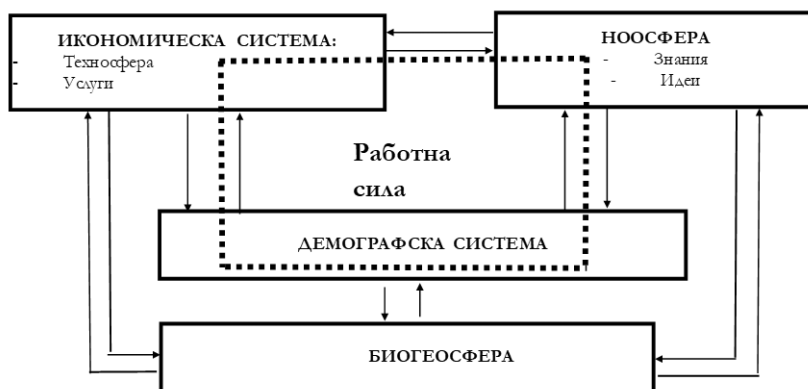 ИКОНОМИЧЕСКА СИСТЕМА:
- Техносфера
- Услуги
НООСФЕРА
- Знания
- Идеи
Работна
сила
ДЕМОГРАФСКА СИСТЕМА
БИОГЕОСФЕРА